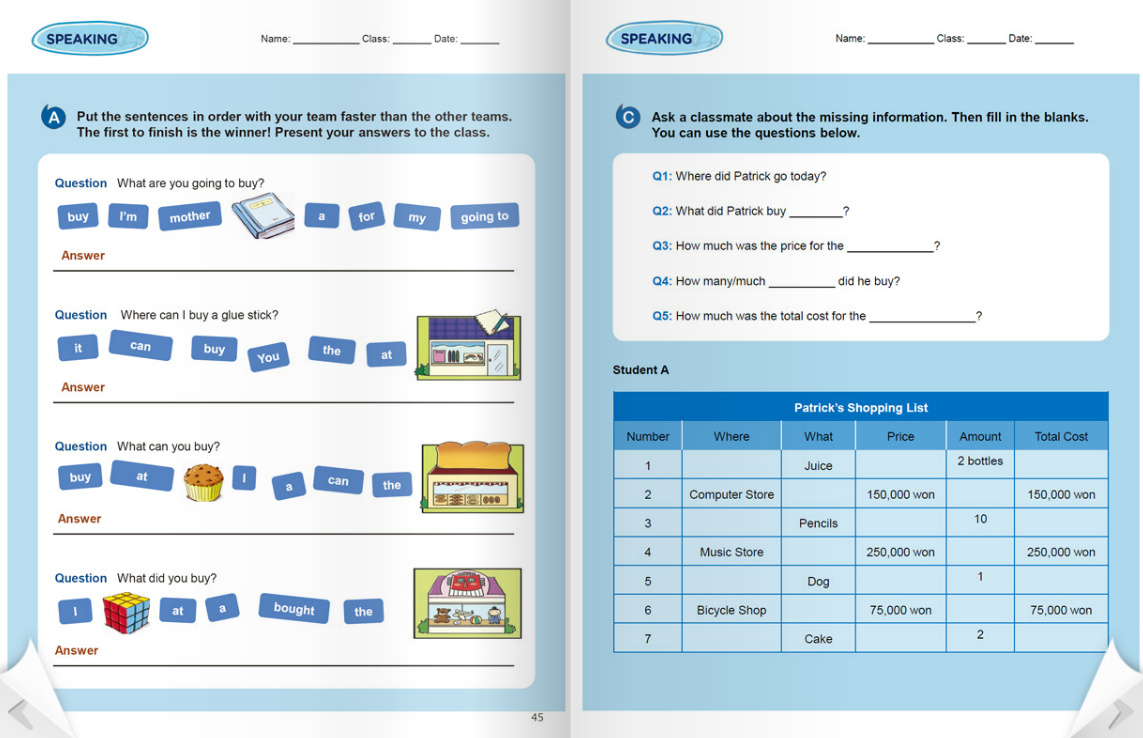 SPEAKING
Name: __________ Class: ______ Date: ______
A Put the sentences in order with your team faster than the other teams.
The first to finish is the winner! Present your answers to the class.
Question What are you going to buy?
buy I'm mother a for my going to
Answer
Question Where can I buy a glue stick?
it can buy You the at
Answer
Question What can you buy?
buy at I a can the
Answer
Question What did you buy?
I at a bought the
Answer
45
SPEAKING
Name: __________ Class: ______ Date: ______
C Ask a classmate about the missing information. Then fill in the blanks.
You can use the questions below.
Q1: Where did Patrick go today?
Q2: What did Patrick buy ________?
Q3: How much was the price for the _____________?
Q4: How many/much __________ did he buy?
Q5: How much was the total cost for the ________________?
Student A
Patrick's Shopping List
Number Where What Price Amount Total Cost
1 Juice 2 bottles
2 Computer Store 150,000 won 150,000 won
3 Pencils 10
4 Music Store 250,000 won 250,000 won
5 Dog 1
6 Bicycle Shop 75,000 won 75,000 won
7 Cake 2